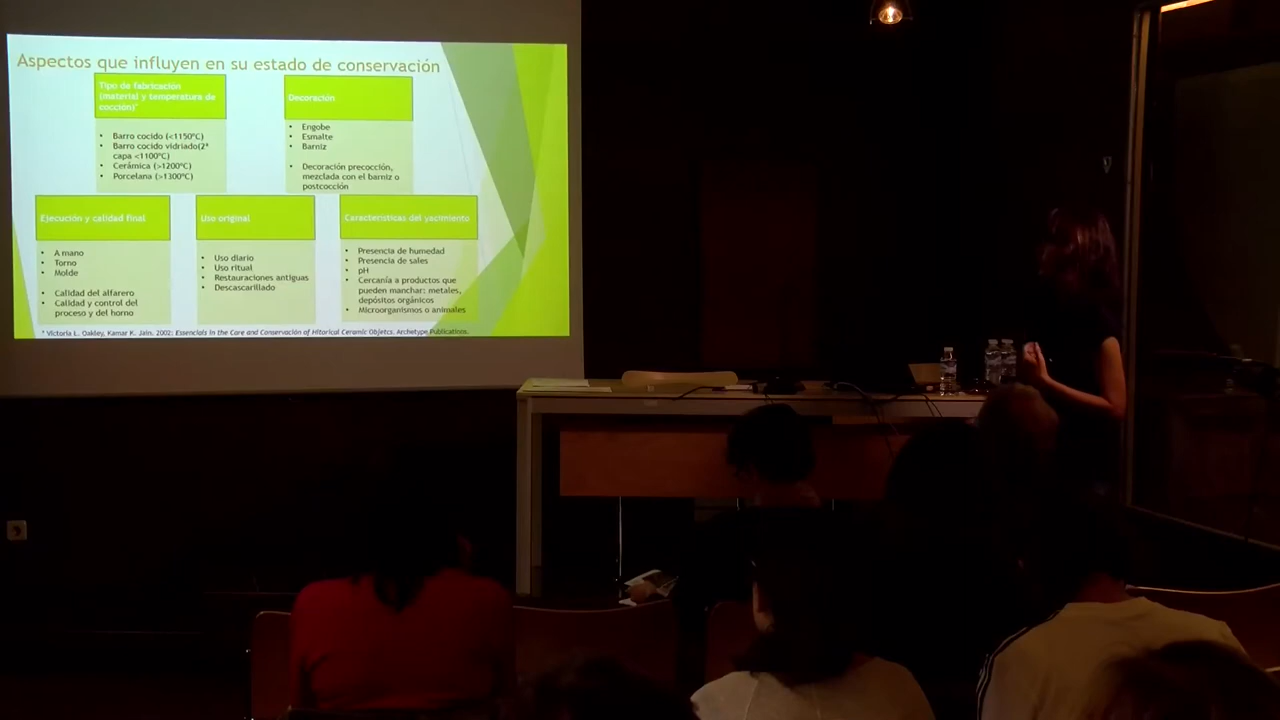 Aspectos que influyen en su estado de conservación
Tipo de fabricación
(material y temperatura de
cocción)*
• Barro cocido (<1150ºC)
• Barro cocido vidriado(2ª
capa <1100ºC)
• Cerámica (>1200ºC)
• Porcelana (>1300ºC)
Decoración
• Engobe
• Esmalte
• Barniz
• Decoración precocción,
mezclada con el barniz o
postcocción
Ejecución y calidad final
• A mano
• Torno
• Molde
• Calidad del alfarero
• Calidad y control del
proceso y del horno
Uso original
• Uso diario
• Uso ritual
• Restauraciones antiguas
• Descascarillado
Características del yacimiento
• Presencia de humedad
• Presencia de sales
• pH
• Cercanía a productos que
pueden manchar: metales,
depósitos orgánicos
• Microorganismos o animales
* Victoria L. Oakley, Kamar K. Jain. 2002: Essencials in the Care and Conservation of Hitorical Ceramic Objetcs. Archetype Publications.